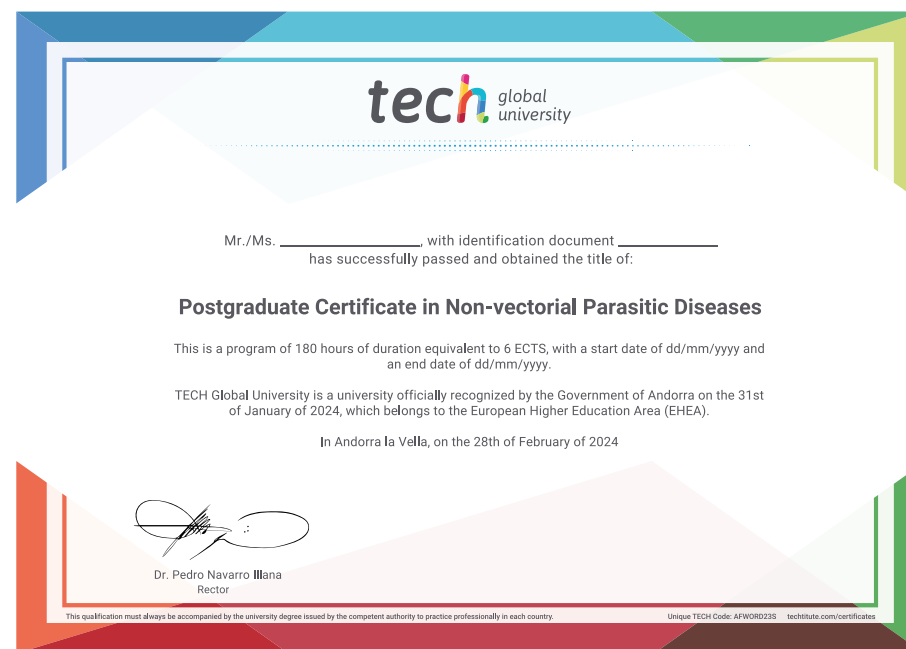 tech global
university
Mr./Ms. ____________, with identification document ____________
has successfully passed and obtained the title of:
Postgraduate Certificate in Non-vectorial Parasitic Diseases
This is a program of 180 hours of duration equivalent to 6 ECTS, with a start date of dd/mm/yyyy and
an end date of dd/mm/yyyy.
TECH Global University is a university officially recognized by the Government of Andorra on the 31st
of January of 2024, which belongs to the European Higher Education Area (EHEA).
In Andorra la Vella, on the 28th of February of 2024
Dr. Pedro Navarro Illana
Rector
This qualification must always be accompanied by the university degree issued by the competent authority to practice professionally in each country.
Unique TECH Code: AFWORD23S techtitute.com/certificates